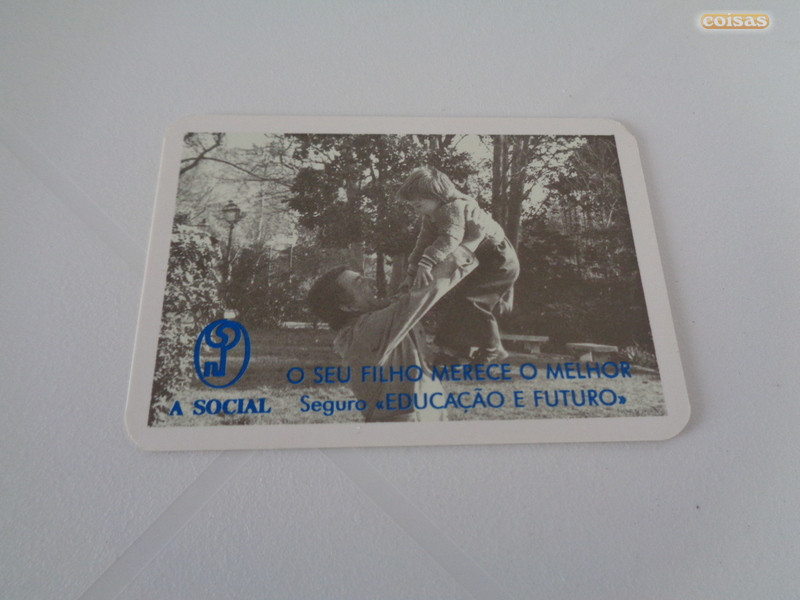 coisas
O SEU FILHO MERECE O MELHOR
A SOCIAL Seguro «EDUCAÇÃO E FUTURO»